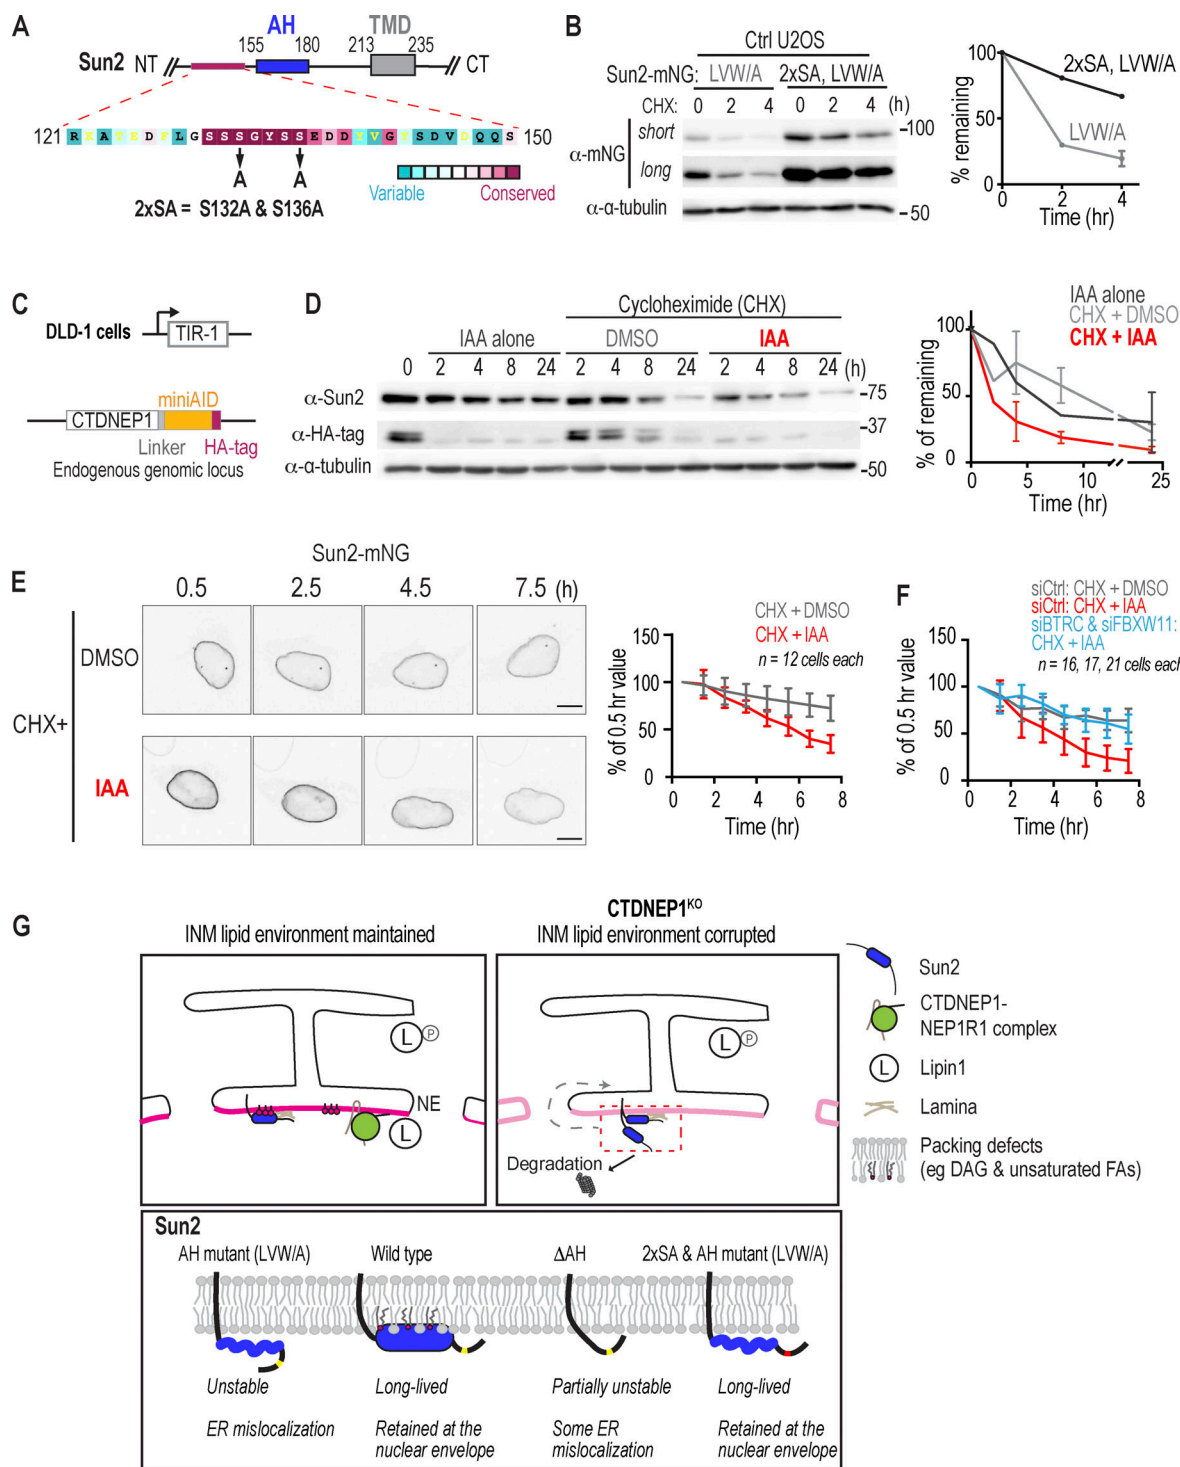 A
AH
TMD
155 180 213 235
Sun2 NT CT
121 R K A T E D F L G S S S G Y S S E D D Y V G Y S D V D Q Q S 150
A A
Variable Conserved
2xSA = S132A & S136A
B
Ctrl U2OS
Sun2-mNG: LVW/A 2xSA, LVW/A
CHX: 0 2 4 0 2 4 (h)
α-mNG
short
long
-100
α-α-tubulin
-50
% remaining
100
50
0
2xSA, LVW/A
LVW/A
0 2 4
Time (hr)
C
DLD-1 cells
TIR-1
miniAID
CTDNEP1
Linker HA-tag
Endogenous genomic locus
D
Cycloheximide (CHX)
IAA alone DMSO IAA
0 2 4 8 24 2 4 8 24 2 4 8 24 (h)
α-Sun2 -75
α-HA-tag -37
α-α-tubulin -50
IAA alone
CHX + DMSO
CHX + IAA
% of remaining
100
50
0
0 5 10 25
Time (hr)
E
Sun2-mNG
0.5 2.5 4.5 7.5 (h)
CHX+
DMSO
IAA
CHX + DMSO
CHX + IAA
n = 12 cells each
% of 0.5 hr value
150
100
50
0
0 2 4 6 8
Time (hr)
F
siCtrl: CHX + DMSO
siCtrl: CHX + IAA
siBTRC & siFBXW11:
CHX + IAA
n = 16, 17, 21 cells each
% of 0.5 hr value
150
100
50
0
0 2 4 6 8
Time (hr)
G
INM lipid environment maintained
CTDNEP1KO
INM lipid environment corrupted
L P
NE
L
L P
Degradation
Sun2
CTDNEP1-
NEP1R1 complex
L Lipin1
Lamina
Packing defects
(eg DAG & unsaturated FAs)
Sun2
AH mutant (LVW/A) Wild type ΔAH 2xSA & AH mutant (LVW/A)
Unstable Long-lived Partially unstable Long-lived
ER mislocalization Retained at the nuclear envelope Some ER mislocalization Retained at the nuclear envelope